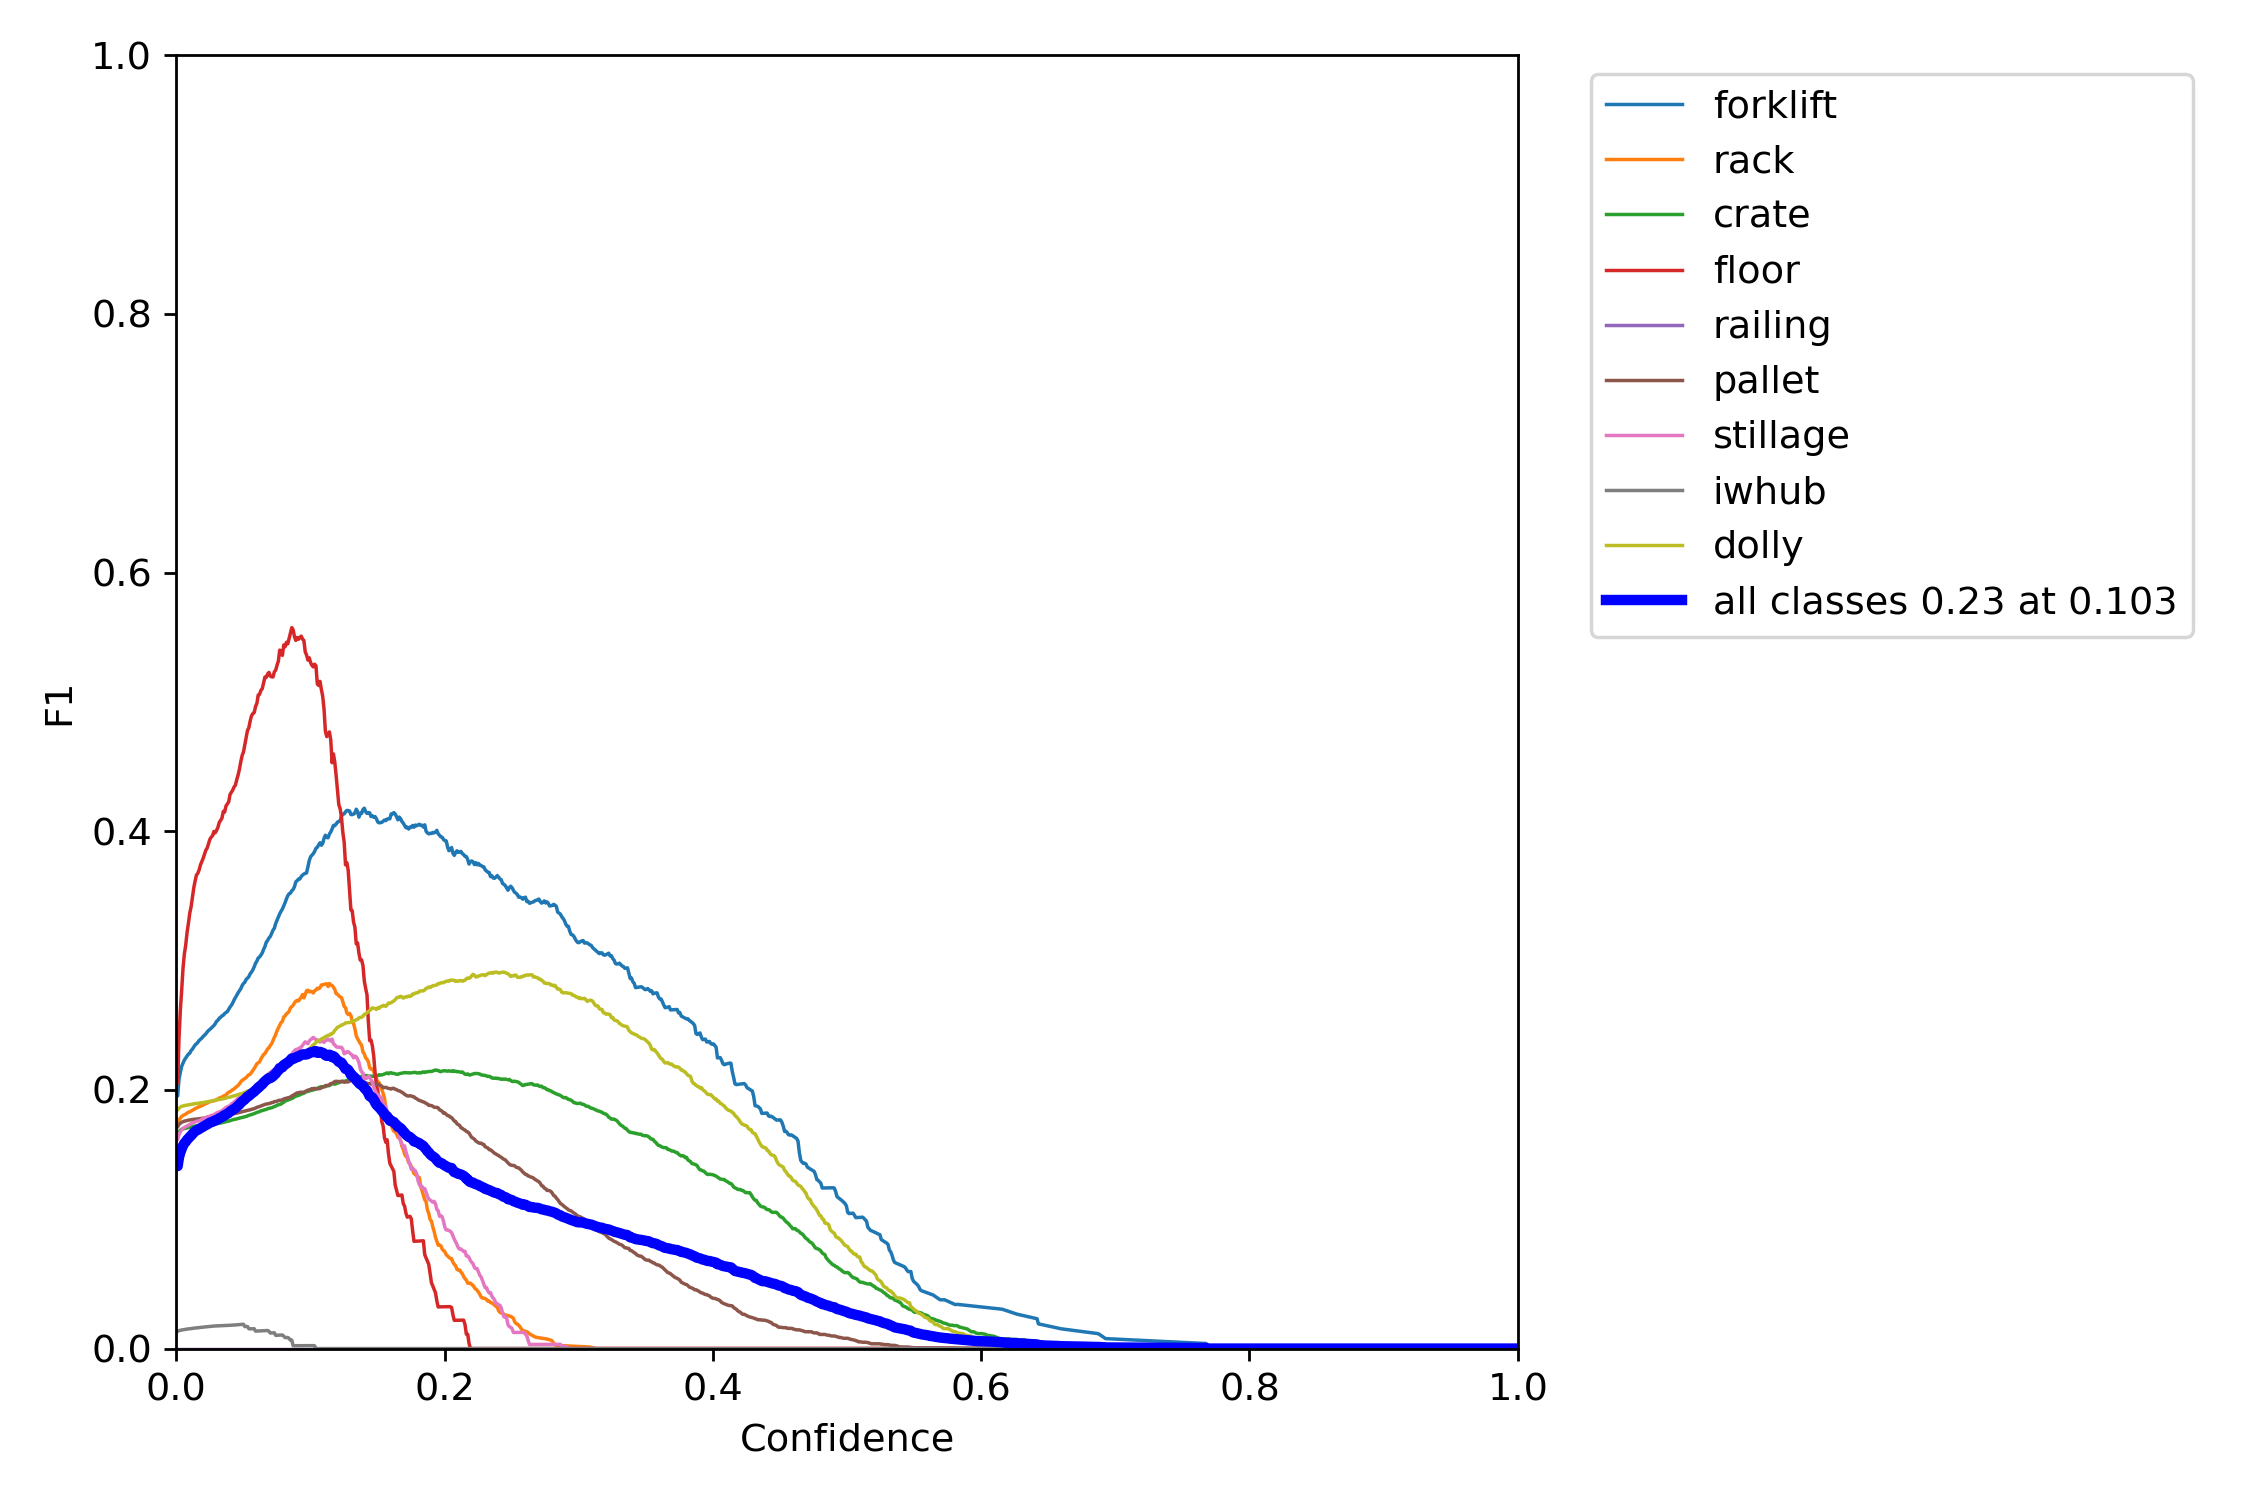 1.0
0.8
0.6
0.4
0.2
0.0
F1
0.0 0.2 0.4 0.6 0.8 1.0
Confidence
forklift
rack
crate
floor
railing
pallet
stillage
iwhub
dolly
all classes 0.23 at 0.103